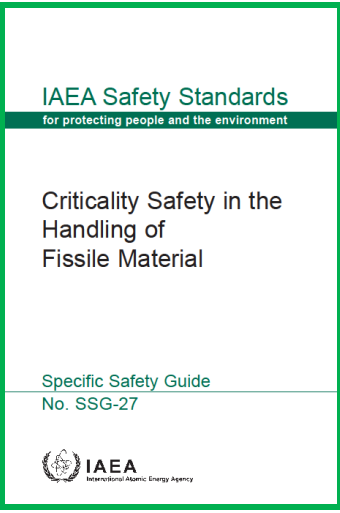 IAEA Safety Standards
for protecting people and the environment
Criticality Safety in the
Handling of
Fissile Material
Specific Safety Guide
No. SSG-27
IAEA
International Atomic Energy Agency